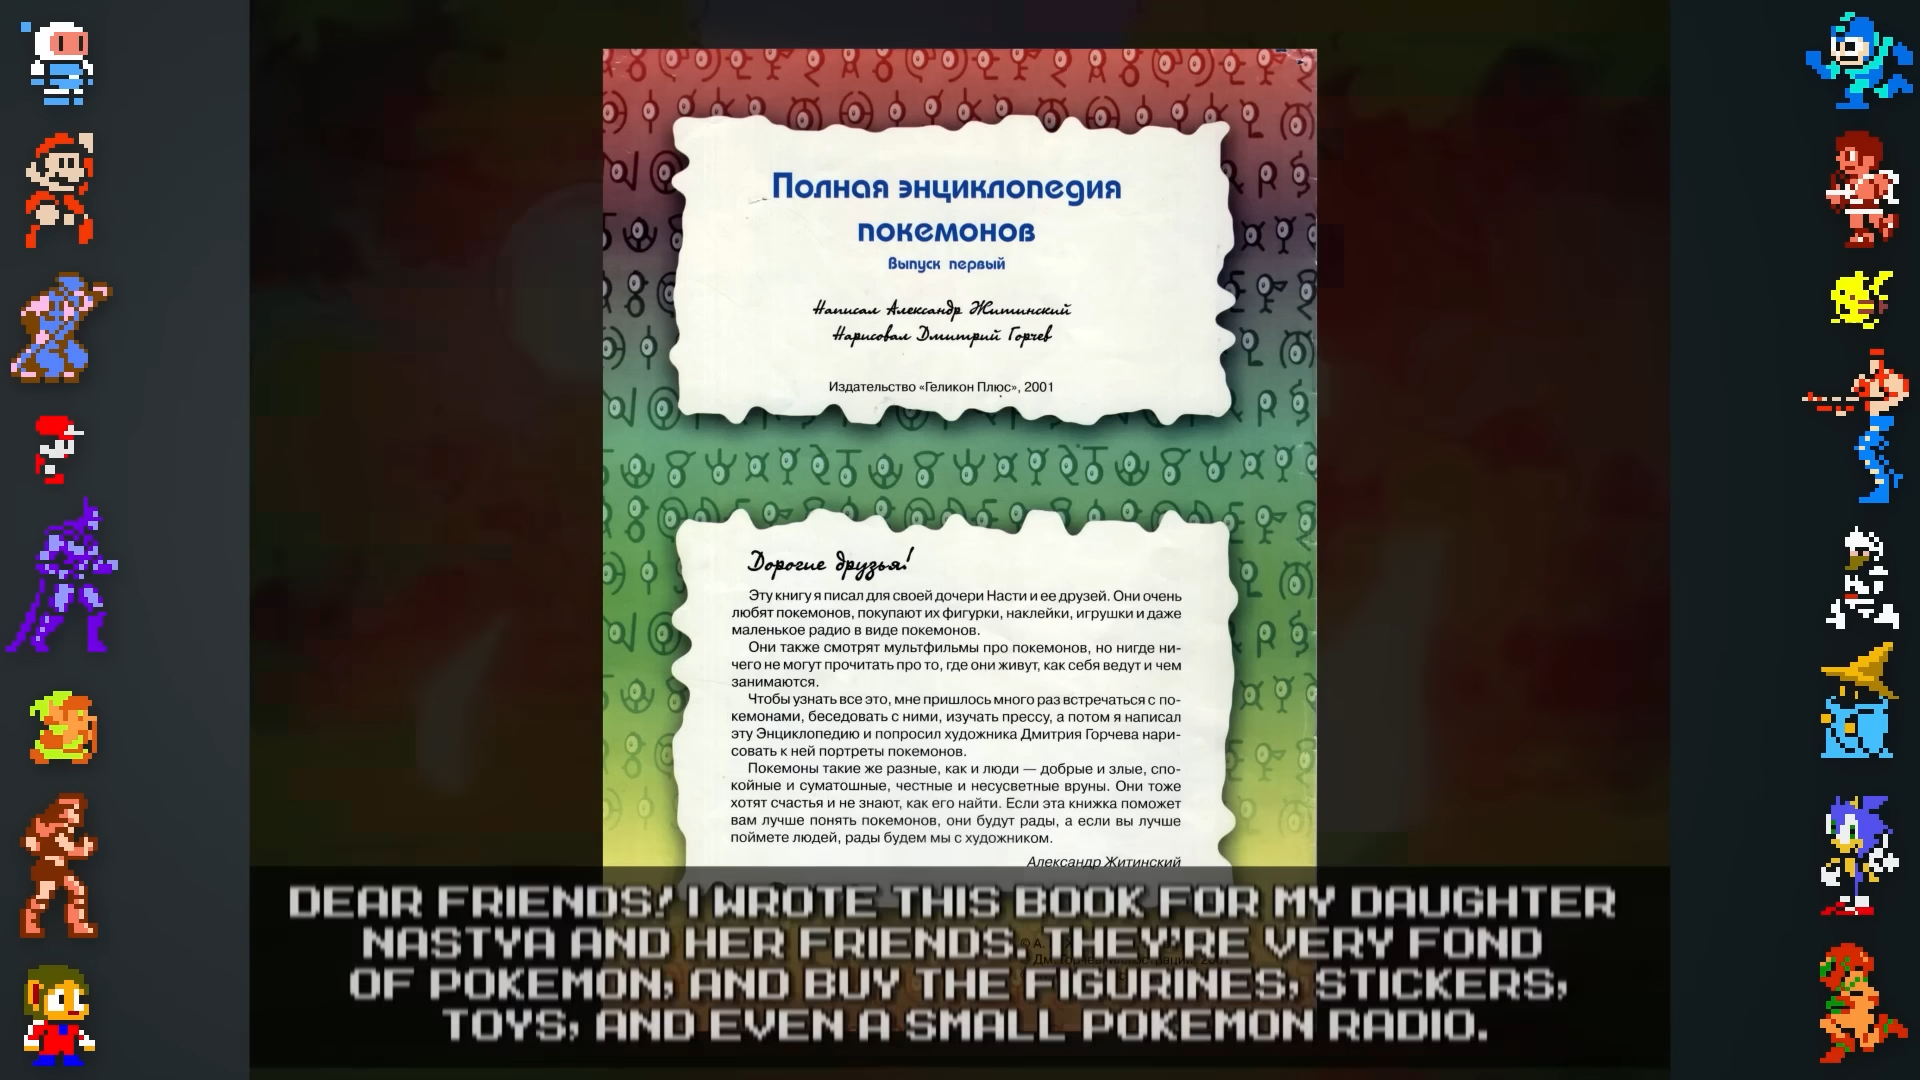 Полная энциклопедия
покемонов
Выпуск первый
Написал Александр Житинский
Нарисовал Дмитрий Горчев
Издательство «Геликон Плюс», 2001
Дорогие друзья!
Эту книгу я писал для своей дочери Насти и ее друзей. Они очень
любят покемонов, покупают их фигурки, наклейки, игрушки и даже
маленькое радио в виде покемонов.
Они также смотрят мультфильмы про покемонов, но нигде ни-
чего не могут прочитать про то, где они живут, как себя ведут и чем
занимаются.
Чтобы узнать все это, мне пришлось много раз встречаться с по-
кемонами, беседовать с ними, изучать прессу, а потом я написал
эту Энциклопедию и попросил художника Дмитрия Горчева нари-
совать к ней портреты покемонов.
Покемоны такие же разные, как и люди — добрые и злые, спо-
койные и суматошные, честные и несусветные вруны. Они тоже
хотят счастья и не знают, как его найти. Если эта книжка поможет
вам лучше понять покемонов, они будут рады, а если вы лучше
поймете людей, рады будем мы с художником.
Александр Житинский
DEAR FRIENDS! I WROTE THIS BOOK FOR MY DAUGHTER
NASTYA AND HER FRIENDS. THEY'RE VERY FOND
OF POKEMON, AND BUY THE FIGURINES, STICKERS,
TOYS, AND EVEN A SMALL POKEMON RADIO.